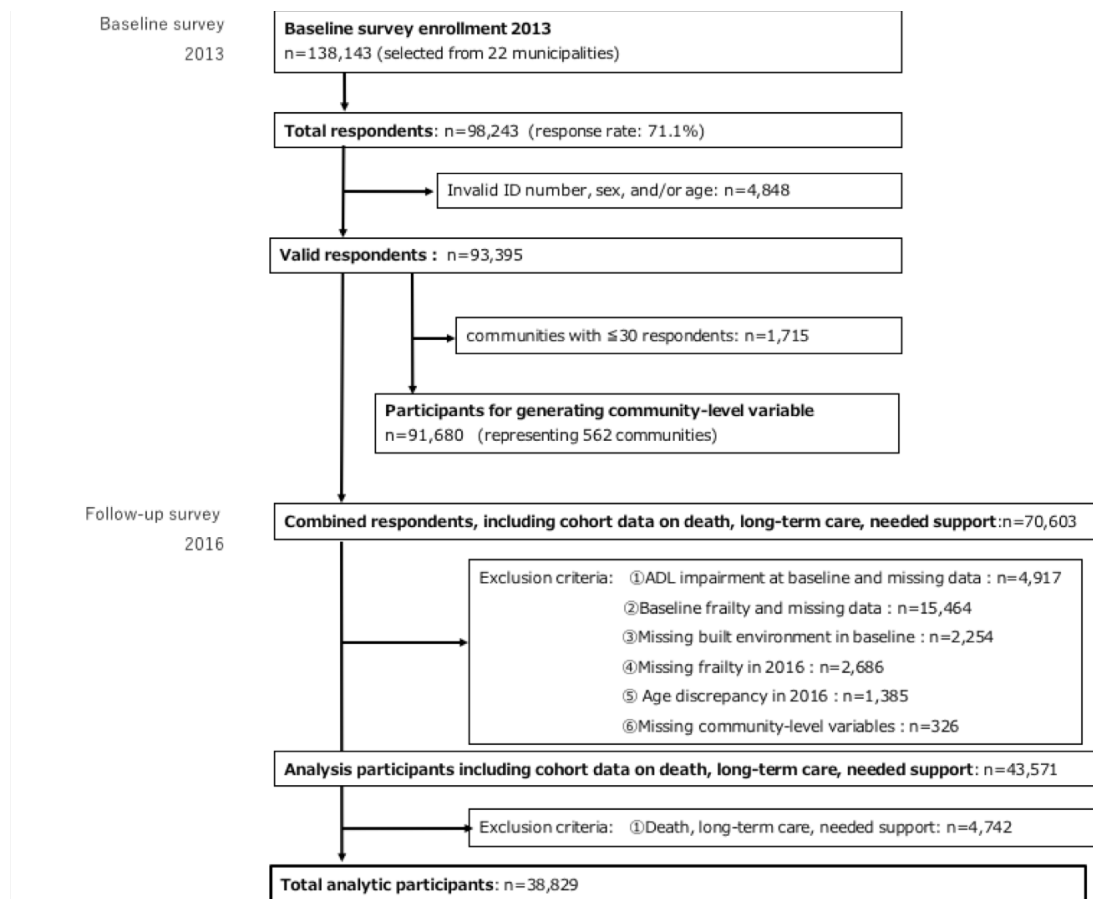 Baseline survey
2013
Baseline survey enrollment 2013
n=138,143 (selected from 22 municipalities)
Total respondents: n=98,243 (response rate: 71.1%)
Invalid ID number, sex, and/or age: n=4,848
Valid respondents : n=93,395
communities with ≦30 respondents: n=1,715
Participants for generating community-level variable
n=91,680 (representing 562 communities)
Follow-up survey
2016
Combined respondents, including cohort data on death, long-term care, needed support:n=70,603
Exclusion criteria: ①ADL impairment at baseline and missing data : n=4,917
②Baseline frailty and missing data : n=15,464
③Missing built environment in baseline : n=2,254
④Missing frailty in 2016 : n=2,686
⑤ Age discrepancy in 2016 : n=1,385
⑥Missing community-level variables : n=326
Analysis participants including cohort data on death, long-term care, needed support: n=43,571
Exclusion criteria: ①Death, long-term care, needed support: n=4,742
Total analytic participants: n=38,829